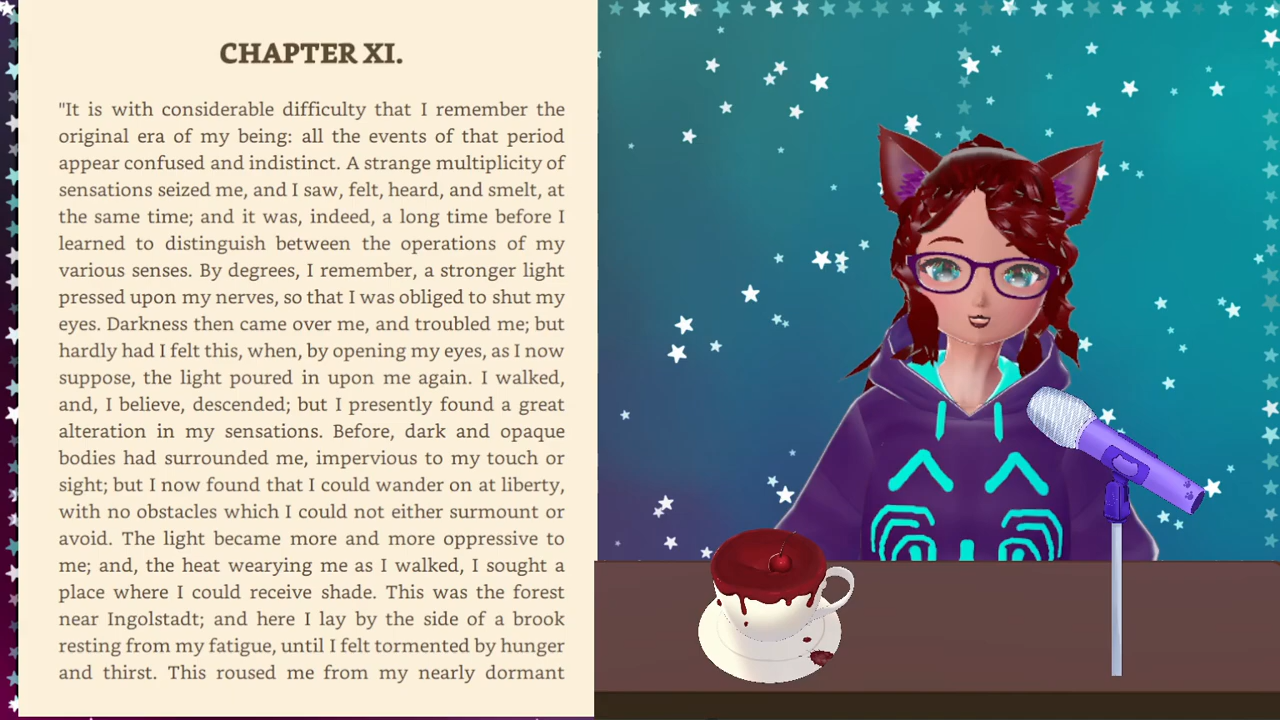 CHAPTER XI.
"It is with considerable difficulty that I remember the
original era of my being: all the events of that period
appear confused and indistinct. A strange multiplicity of
sensations seized me, and I saw, felt, heard, and smelt, at
the same time; and it was, indeed, a long time before I
learned to distinguish between the operations of my
various senses. By degrees, I remember, a stronger light
pressed upon my nerves, so that I was obliged to shut my
eyes. Darkness then came over me, and troubled me; but
hardly had I felt this, when, by opening my eyes, as I now
suppose, the light poured in upon me again. I walked,
and, I believe, descended; but I presently found a great
alteration in my sensations. Before, dark and opaque
bodies had surrounded me, impervious to my touch or
sight; but I now found that I could wander on at liberty,
with no obstacles which I could not either surmount or
avoid. The light became more and more oppressive to
me; and, the heat wearying me as I walked, I sought a
place where I could receive shade. This was the forest
near Ingolstadt; and here I lay by the side of a brook
resting from my fatigue, until I felt tormented by hunger
and thirst. This roused me from my nearly dormant